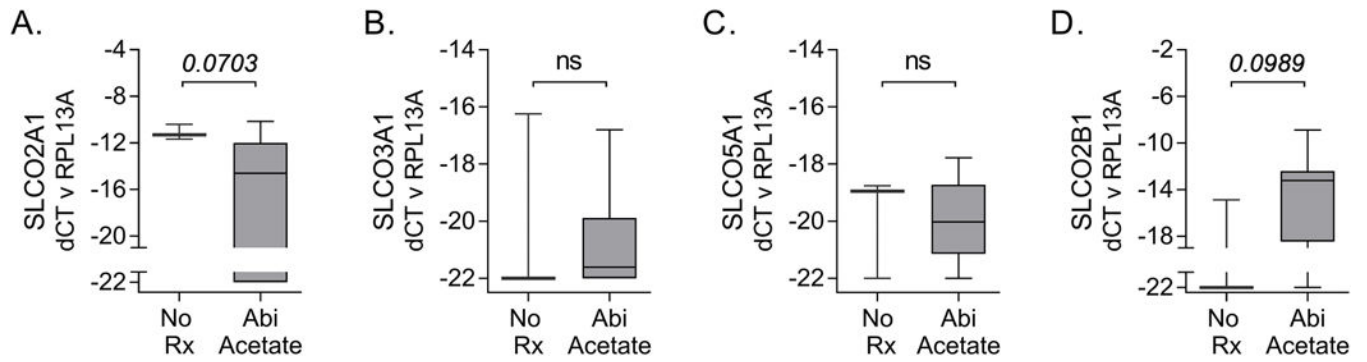 A.
SLCO2A1
dCT v RPL13A
-4
-8
-12
-16
-20
-22
0.0703
No
Rx
Abi
Acetate
B.
SLCO3A1
dCT v RPL13A
-14
-16
-18
-20
-22
ns
No
Rx
Abi
Acetate
C.
SLCO5A1
dCT v RPL13A
-14
-16
-18
-20
-22
ns
No
Rx
Abi
Acetate
D.
SLCO2B1
dCT v RPL13A
-2
-6
-10
-14
-18
-22
0.0989
No
Rx
Abi
Acetate